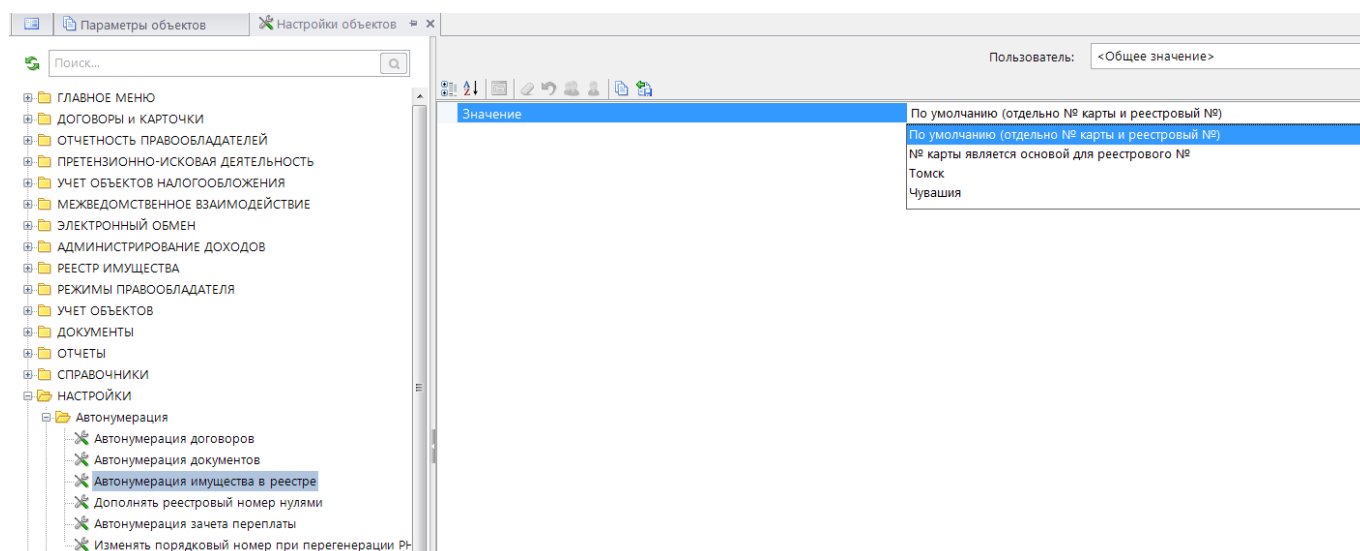 Параметры объектов
Настройки объектов
Поиск...
Пользователь:
<Общее значение>
ГЛАВНОЕ МЕНЮ
ДОГОВОРЫ и КАРТОЧКИ
ОТЧЕТНОСТЬ ПРАВООБЛАДАТЕЛЕЙ
ПРЕТЕНЗИОННО-ИСКОВАЯ ДЕЯТЕЛЬНОСТЬ
УЧЕТ ОБЪЕКТОВ НАЛОГООБЛОЖЕНИЯ
МЕЖВЕДОМСТВЕННОЕ ВЗАИМОДЕЙСТВИЕ
ЭЛЕКТРОННЫЙ ОБМЕН
АДМИНИСТРИРОВАНИЕ ДОХОДОВ
РЕЕСТР ИМУЩЕСТВА
РЕЖИМЫ ПРАВООБЛАДАТЕЛЯ
УЧЕТ ОБЪЕКТОВ
ДОКУМЕНТЫ
ОТЧЕТЫ
СПРАВОЧНИКИ
НАСТРОЙКИ
Автонумерация
Автонумерация договоров
Автонумерация документов
Автонумерация имущества в реестре
Дополнять реестровый номер нулями
Автонумерация зачета переплаты
Изменять порядковый номер при перегенерации РН
Значение
По умолчанию (отдельно № карты и реестровый №)
По умолчанию (отдельно № карты и реестровый №)
№ карты является основой для реестрового №
Томск
Чувашия